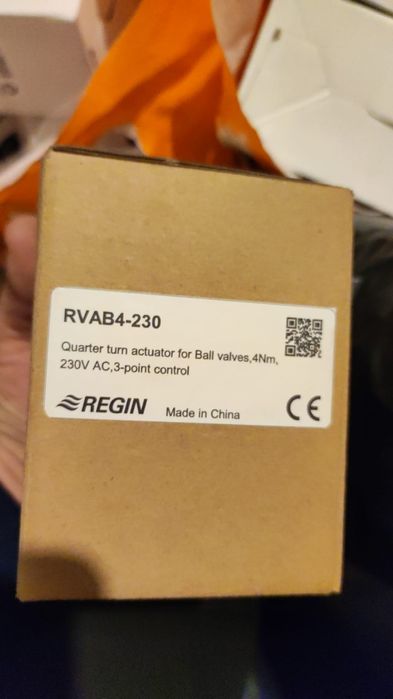 RVAB4-230
Quarter turn actuator for Ball valves,4Nm,
230V AC,3-point control
REGIN Made in China CE